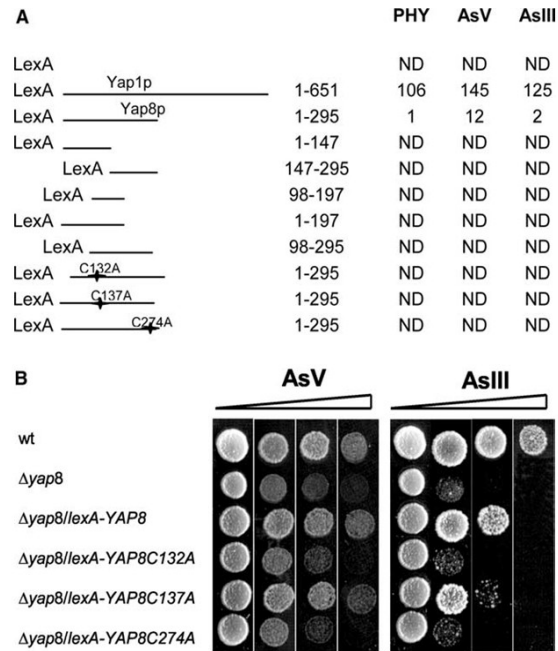 A
PHY AsV AsIII
LexA ND ND ND
Yap1p
LexA 1-651 106 145 125
Yap8p
LexA 1-295 1 12 2
LexA 1-147 ND ND ND
LexA 147-295 ND ND ND
LexA 98-197 ND ND ND
LexA 1-197 ND ND ND
LexA 98-295 ND ND ND
C132A
LexA 1-295 ND ND ND
C137A
LexA 1-295 ND ND ND
C274A
LexA 1-295 ND ND ND
B
AsV AsIII
wt
Δyap8
Δyap8/lexA-YAP8
Δyap8/lexA-YAP8C132A
Δyap8/lexA-YAP8C137A
Δyap8/lexA-YAP8C274A